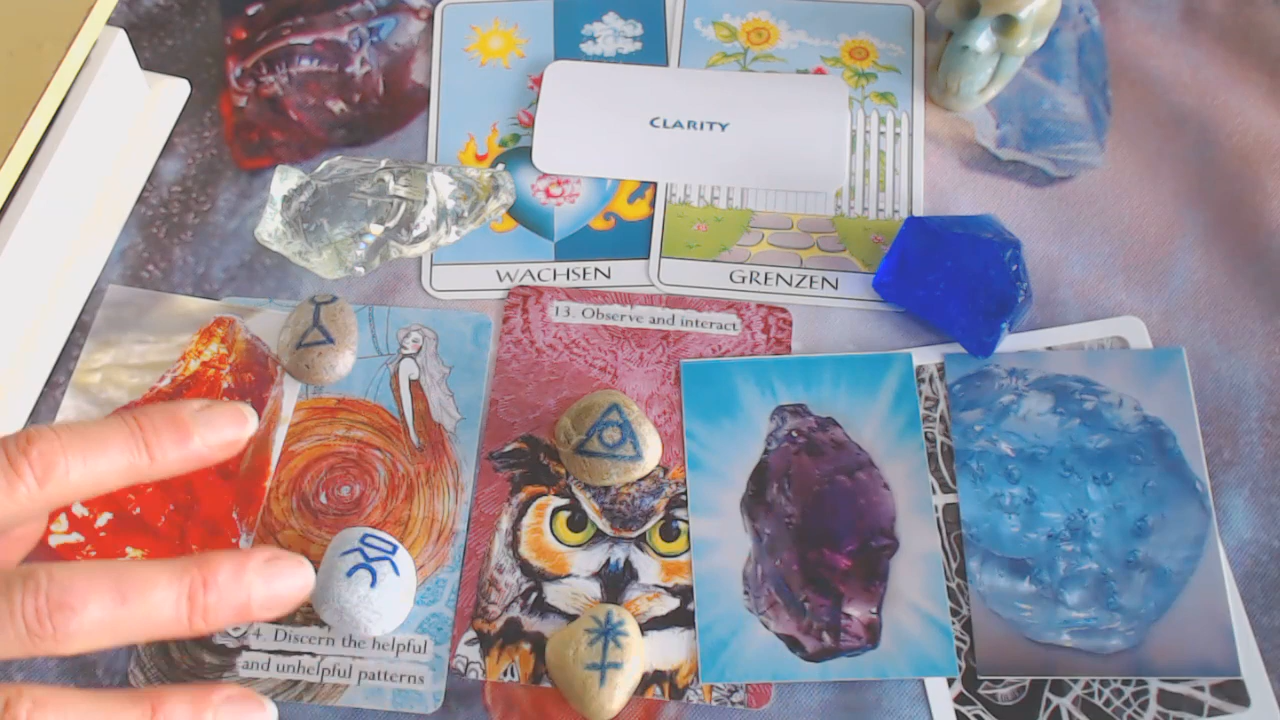 CLARITY
WACHSEN
GRENZEN
13. Observe and interact
4. Discern the helpful
and unhelpful patterns